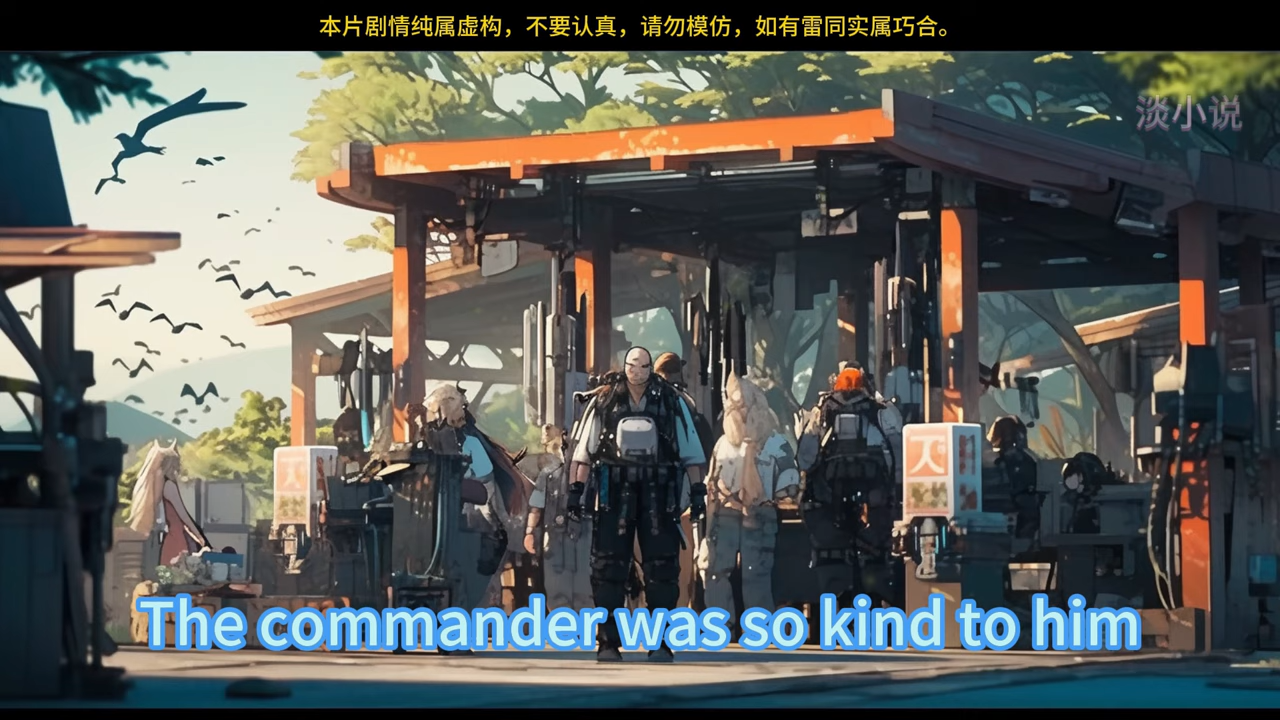 本片剧情纯属虚构，不要认真，请勿模仿，如有雷同实属巧合。
淡小说
The commander was so kind to him